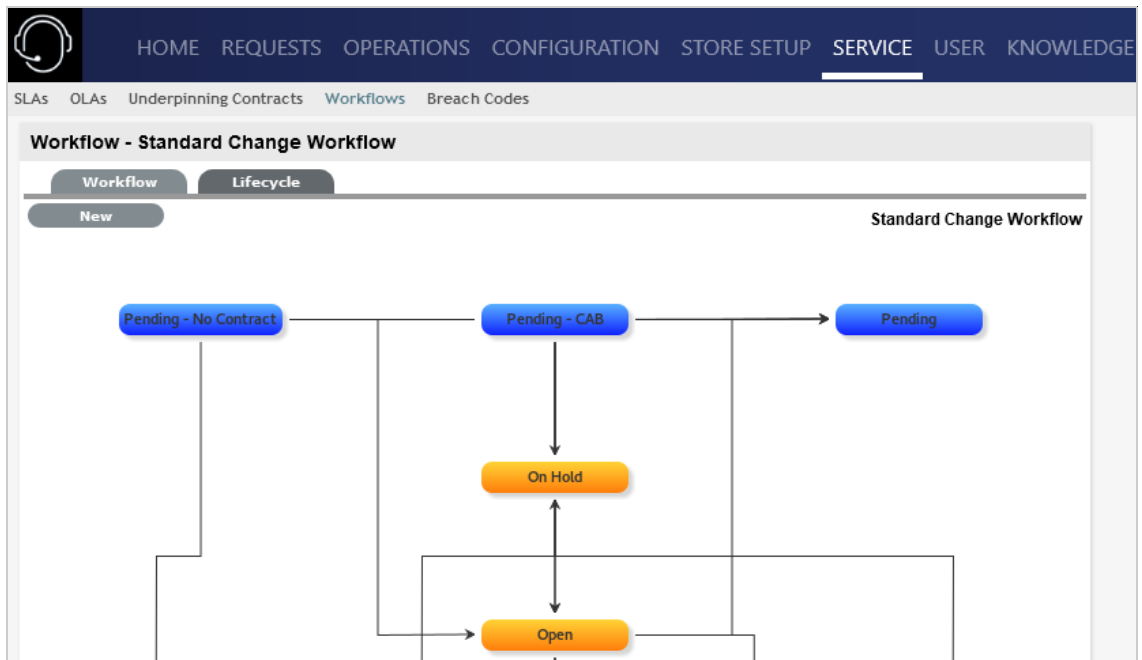 HOME REQUESTS OPERATIONS CONFIGURATION STORE SETUP SERVICE USER KNOWLEDGE
SLAs OLAs Underpinning Contracts Workflows Breach Codes
Workflow - Standard Change Workflow
Workflow Lifecycle
New
Standard Change Workflow
Pending - No Contract Pending - CAB Pending
On Hold
Open